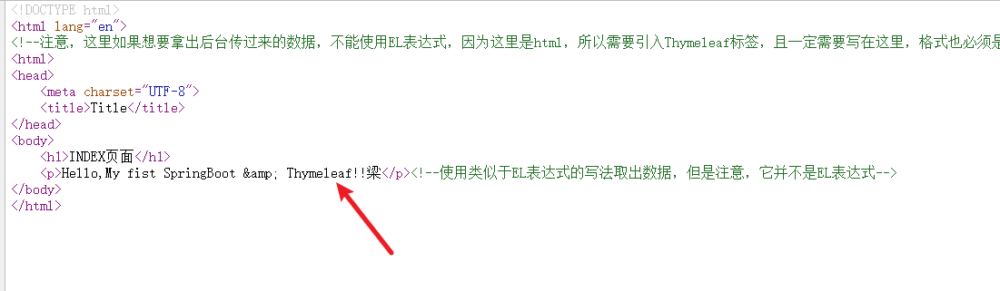 <!DOCTYPE html>
<html lang="en">
<!--注意，这里如果想要拿出后台传过来的数据，不能使用EL表达式，因为这里是html，所以需要引入Thymeleaf标签，且一定需要写在这里，格式也必须是
<html>
<head>
    <meta charset="UTF-8">
    <title>Title</title>
</head>
<body>
    <h1>INDEX页面</h1>
    <p>Hello,My fist SpringBoot &amp; Thymeleaf!!梁</p><!--使用类似于EL表达式的写法取出数据，但是注意，它并不是EL表达式-->
</body>
</html>